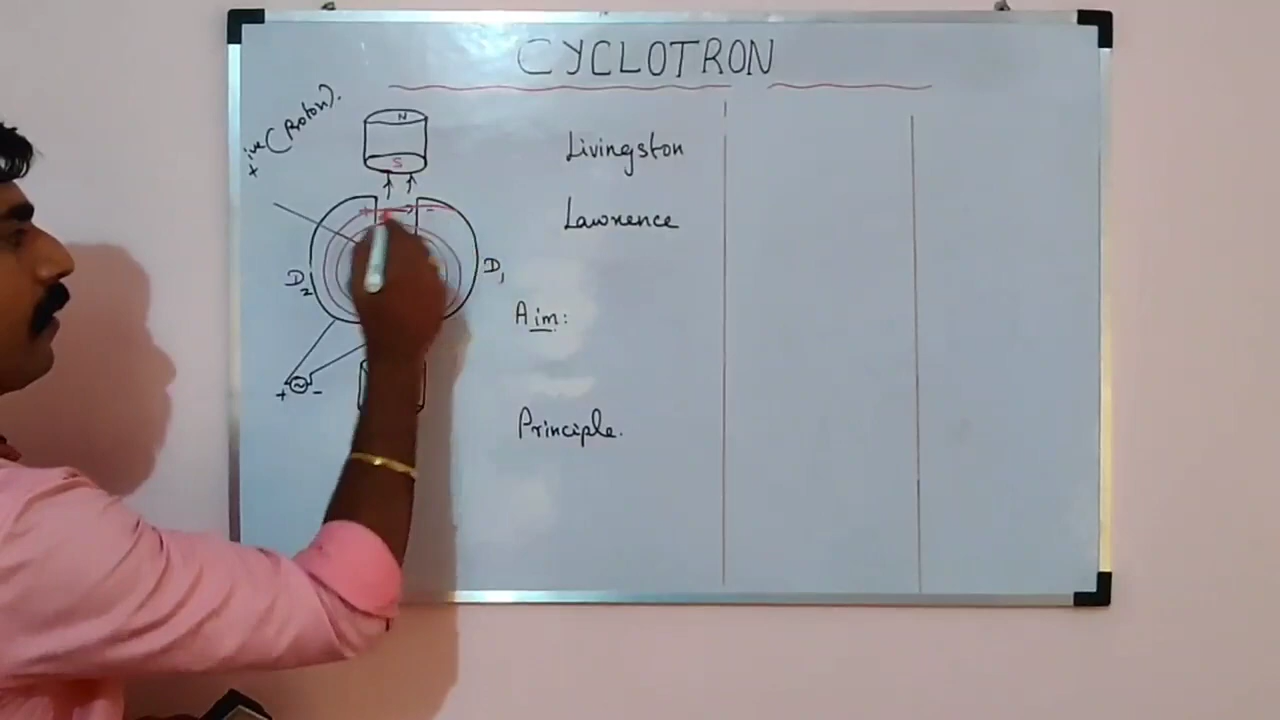 CYCLOTRON
+ive (Proton).
N
S
Livingston
Lawrence
+ -
D2
D1
Aim:
~
+ -
Principle.